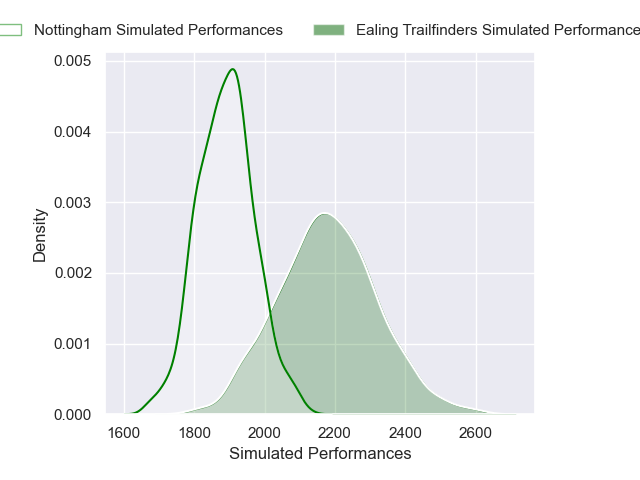 Nottingham Simulated Performances
Ealing Trailfinders Simulated Performance
0.005
0.004
0.003
0.002
0.001
0.000
Density
1600 1800 2000 2200 2400 2600
Simulated Performances